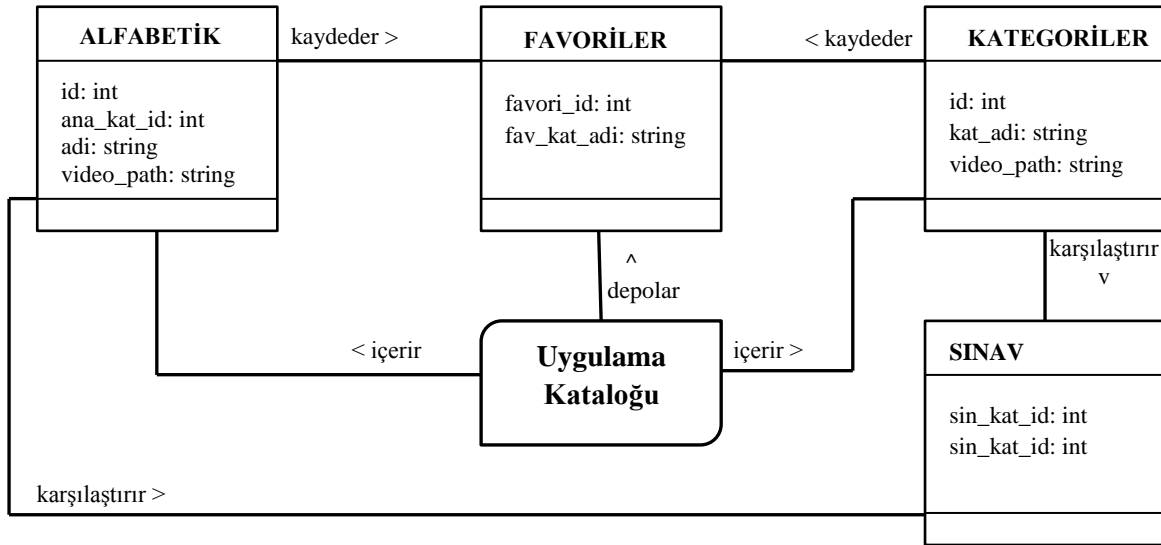 ALFABETİK
kaydeder >
FAVORİLER
< kaydeder
KATEGORİLER
id: int
ana_kat_id: int
adi: string
video_path: string
favori_id: int
fav_kat_adi: string
id: int
kat_adi: string
video_path: string
^
depolar
karşılaştırır
v
< içerir
Uygulama
Kataloğu
içerir >
SINAV
sin_kat_id: int
sin_kat_id: int
karşılaştırır >